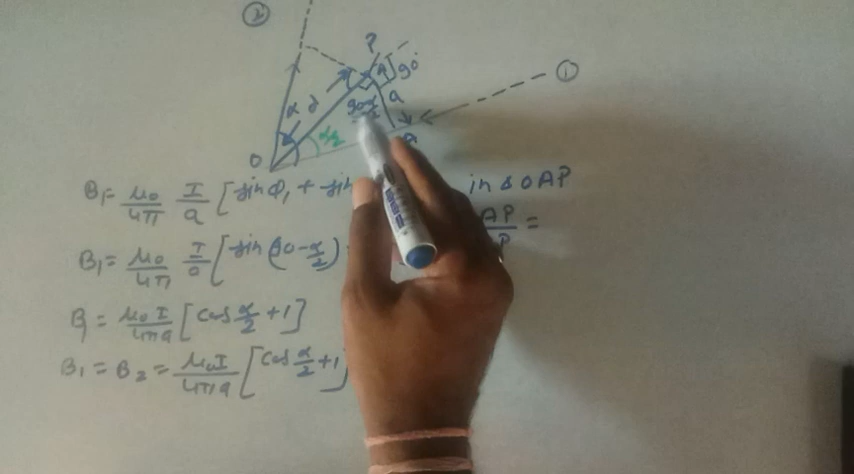 ②
P
φ 90°
①
α d a
90-α/2
α/2
O
B₁ = μ₀/4π I/a [sin φ₁ + sin in Δ OAP
B₁ = μ₀/4π I/a [sin (90 - α/2) AP/P =
B₁ = μ₀I/4πa [cos α/2 + 1]
B₁ = B₂ = μ₀I/4πa [cos α/2 + 1]